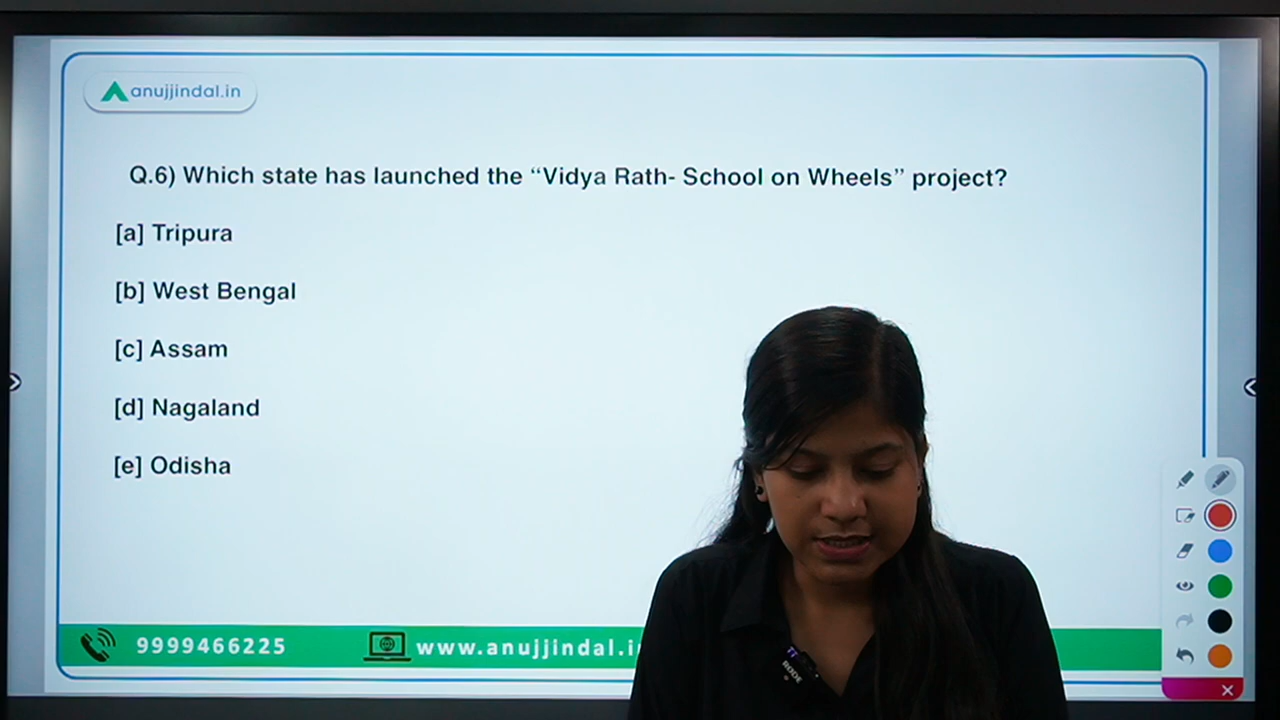 anujjindal.in
Q.6) Which state has launched the “Vidya Rath- School on Wheels” project?
[a] Tripura
[b] West Bengal
[c] Assam
[d] Nagaland
[e] Odisha
9999466225
www.anujjindal.i
RODE